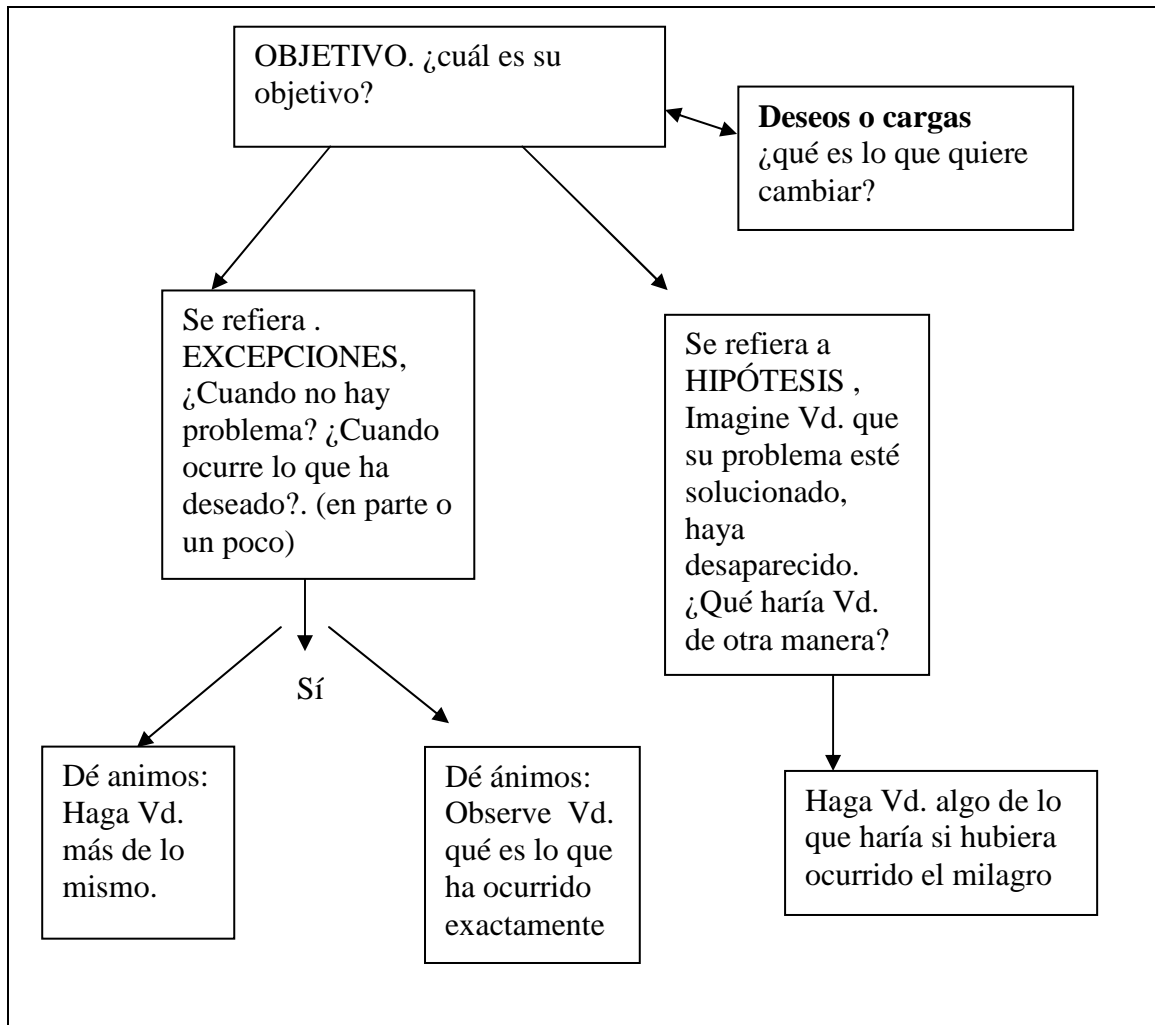 OBJETIVO. ¿cuál es su
objetivo?
Deseos o cargas
¿qué es lo que quiere
cambiar?
Se refiera .
EXCEPCIONES,
¿Cuando no hay
problema? ¿Cuando
ocurre lo que ha
deseado?. (en parte o
un poco)
Se refiera a
HIPÓTESIS ,
Imagine Vd. que
su problema esté
solucionado,
haya
desaparecido.
¿Qué haría Vd.
de otra manera?
Sí
Dé animos:
Haga Vd.
más de lo
mismo.
Dé ánimos:
Observe Vd.
qué es lo que
ha ocurrido
exactamente
Haga Vd. algo de lo
que haría si hubiera
ocurrido el milagro